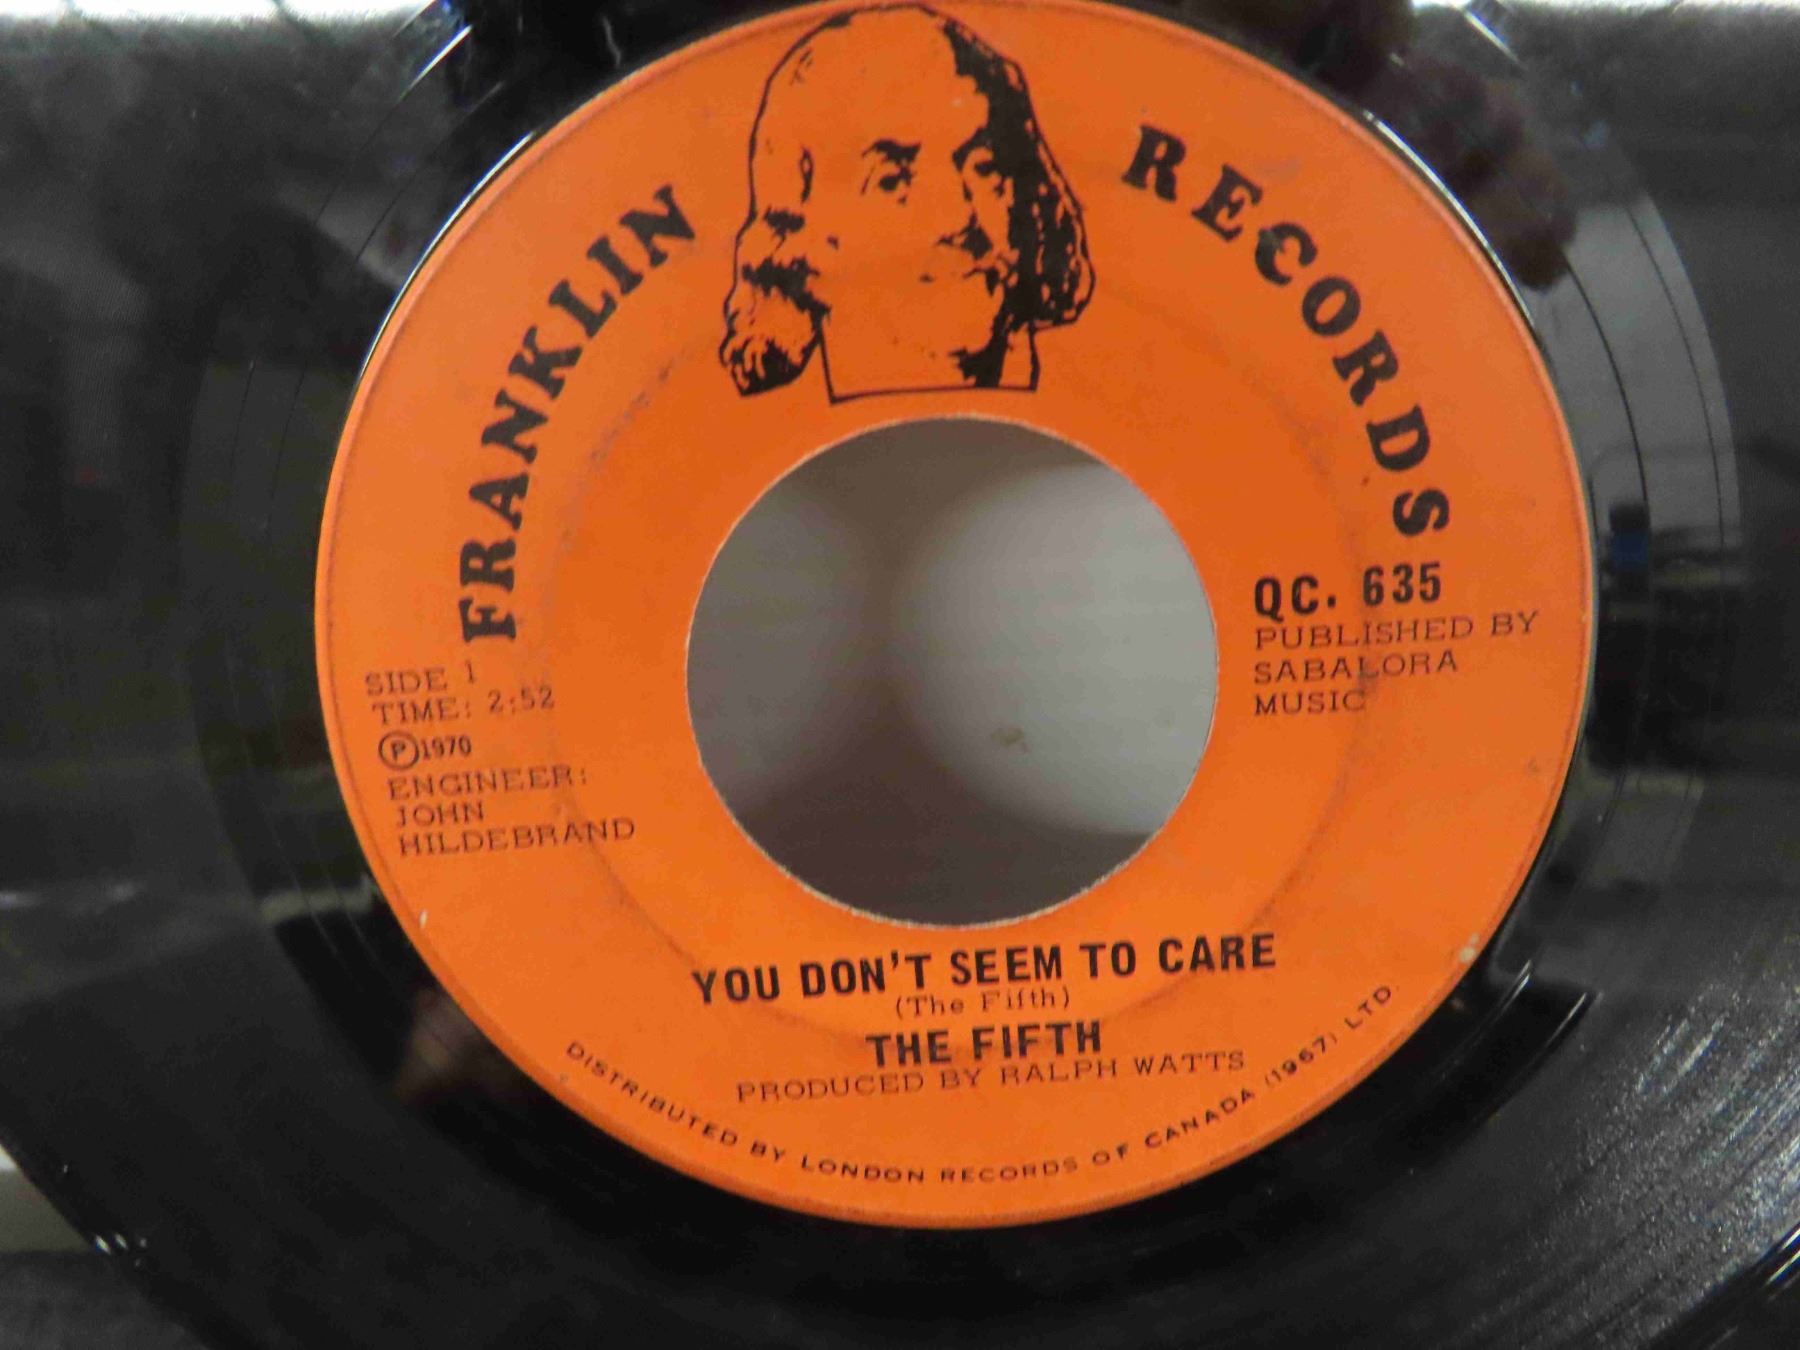 FRANKLIN RECORDS
QC. 635
PUBLISHED BY
SABALORA
MUSIC
SIDE 1
TIME: 2:52
Ⓟ1970
ENGINEER:
JOHN
HILDEBRAND
YOU DON'T SEEM TO CARE
(The Fifth)
THE FIFTH
PRODUCED BY RALPH WATTS
DISTRIBUTED BY LONDON RECORDS OF CANADA (1967) LTD.